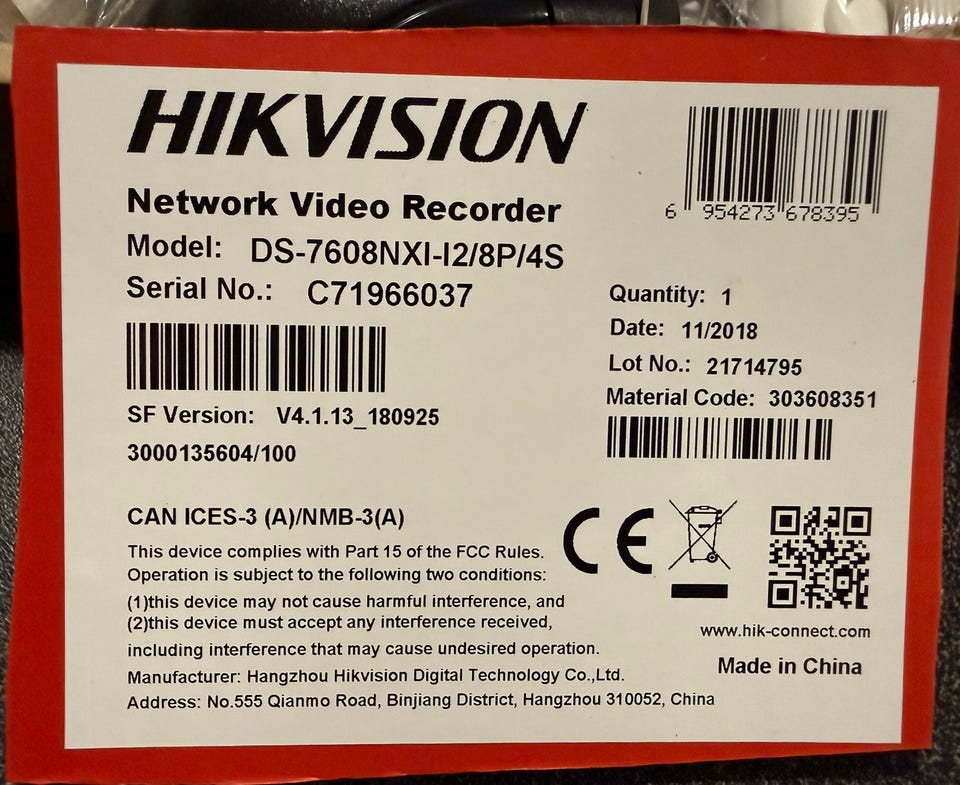 HIKVISION
Network Video Recorder
Model: DS-7608NXI-I2/8P/4S
Serial No.: C71966037
SF Version: V4.1.13_180925
3000135604/100
6 954273 678395
Quantity: 1
Date: 11/2018
Lot No.: 21714795
Material Code: 303608351
CAN ICES-3 (A)/NMB-3(A)
This device complies with Part 15 of the FCC Rules.
Operation is subject to the following two conditions:
(1)this device may not cause harmful interference, and
(2)this device must accept any interference received,
including interference that may cause undesired operation.
Manufacturer: Hangzhou Hikvision Digital Technology Co.,Ltd.
Address: No.555 Qianmo Road, Binjiang District, Hangzhou 310052, China
CE
www.hik-connect.com
Made in China